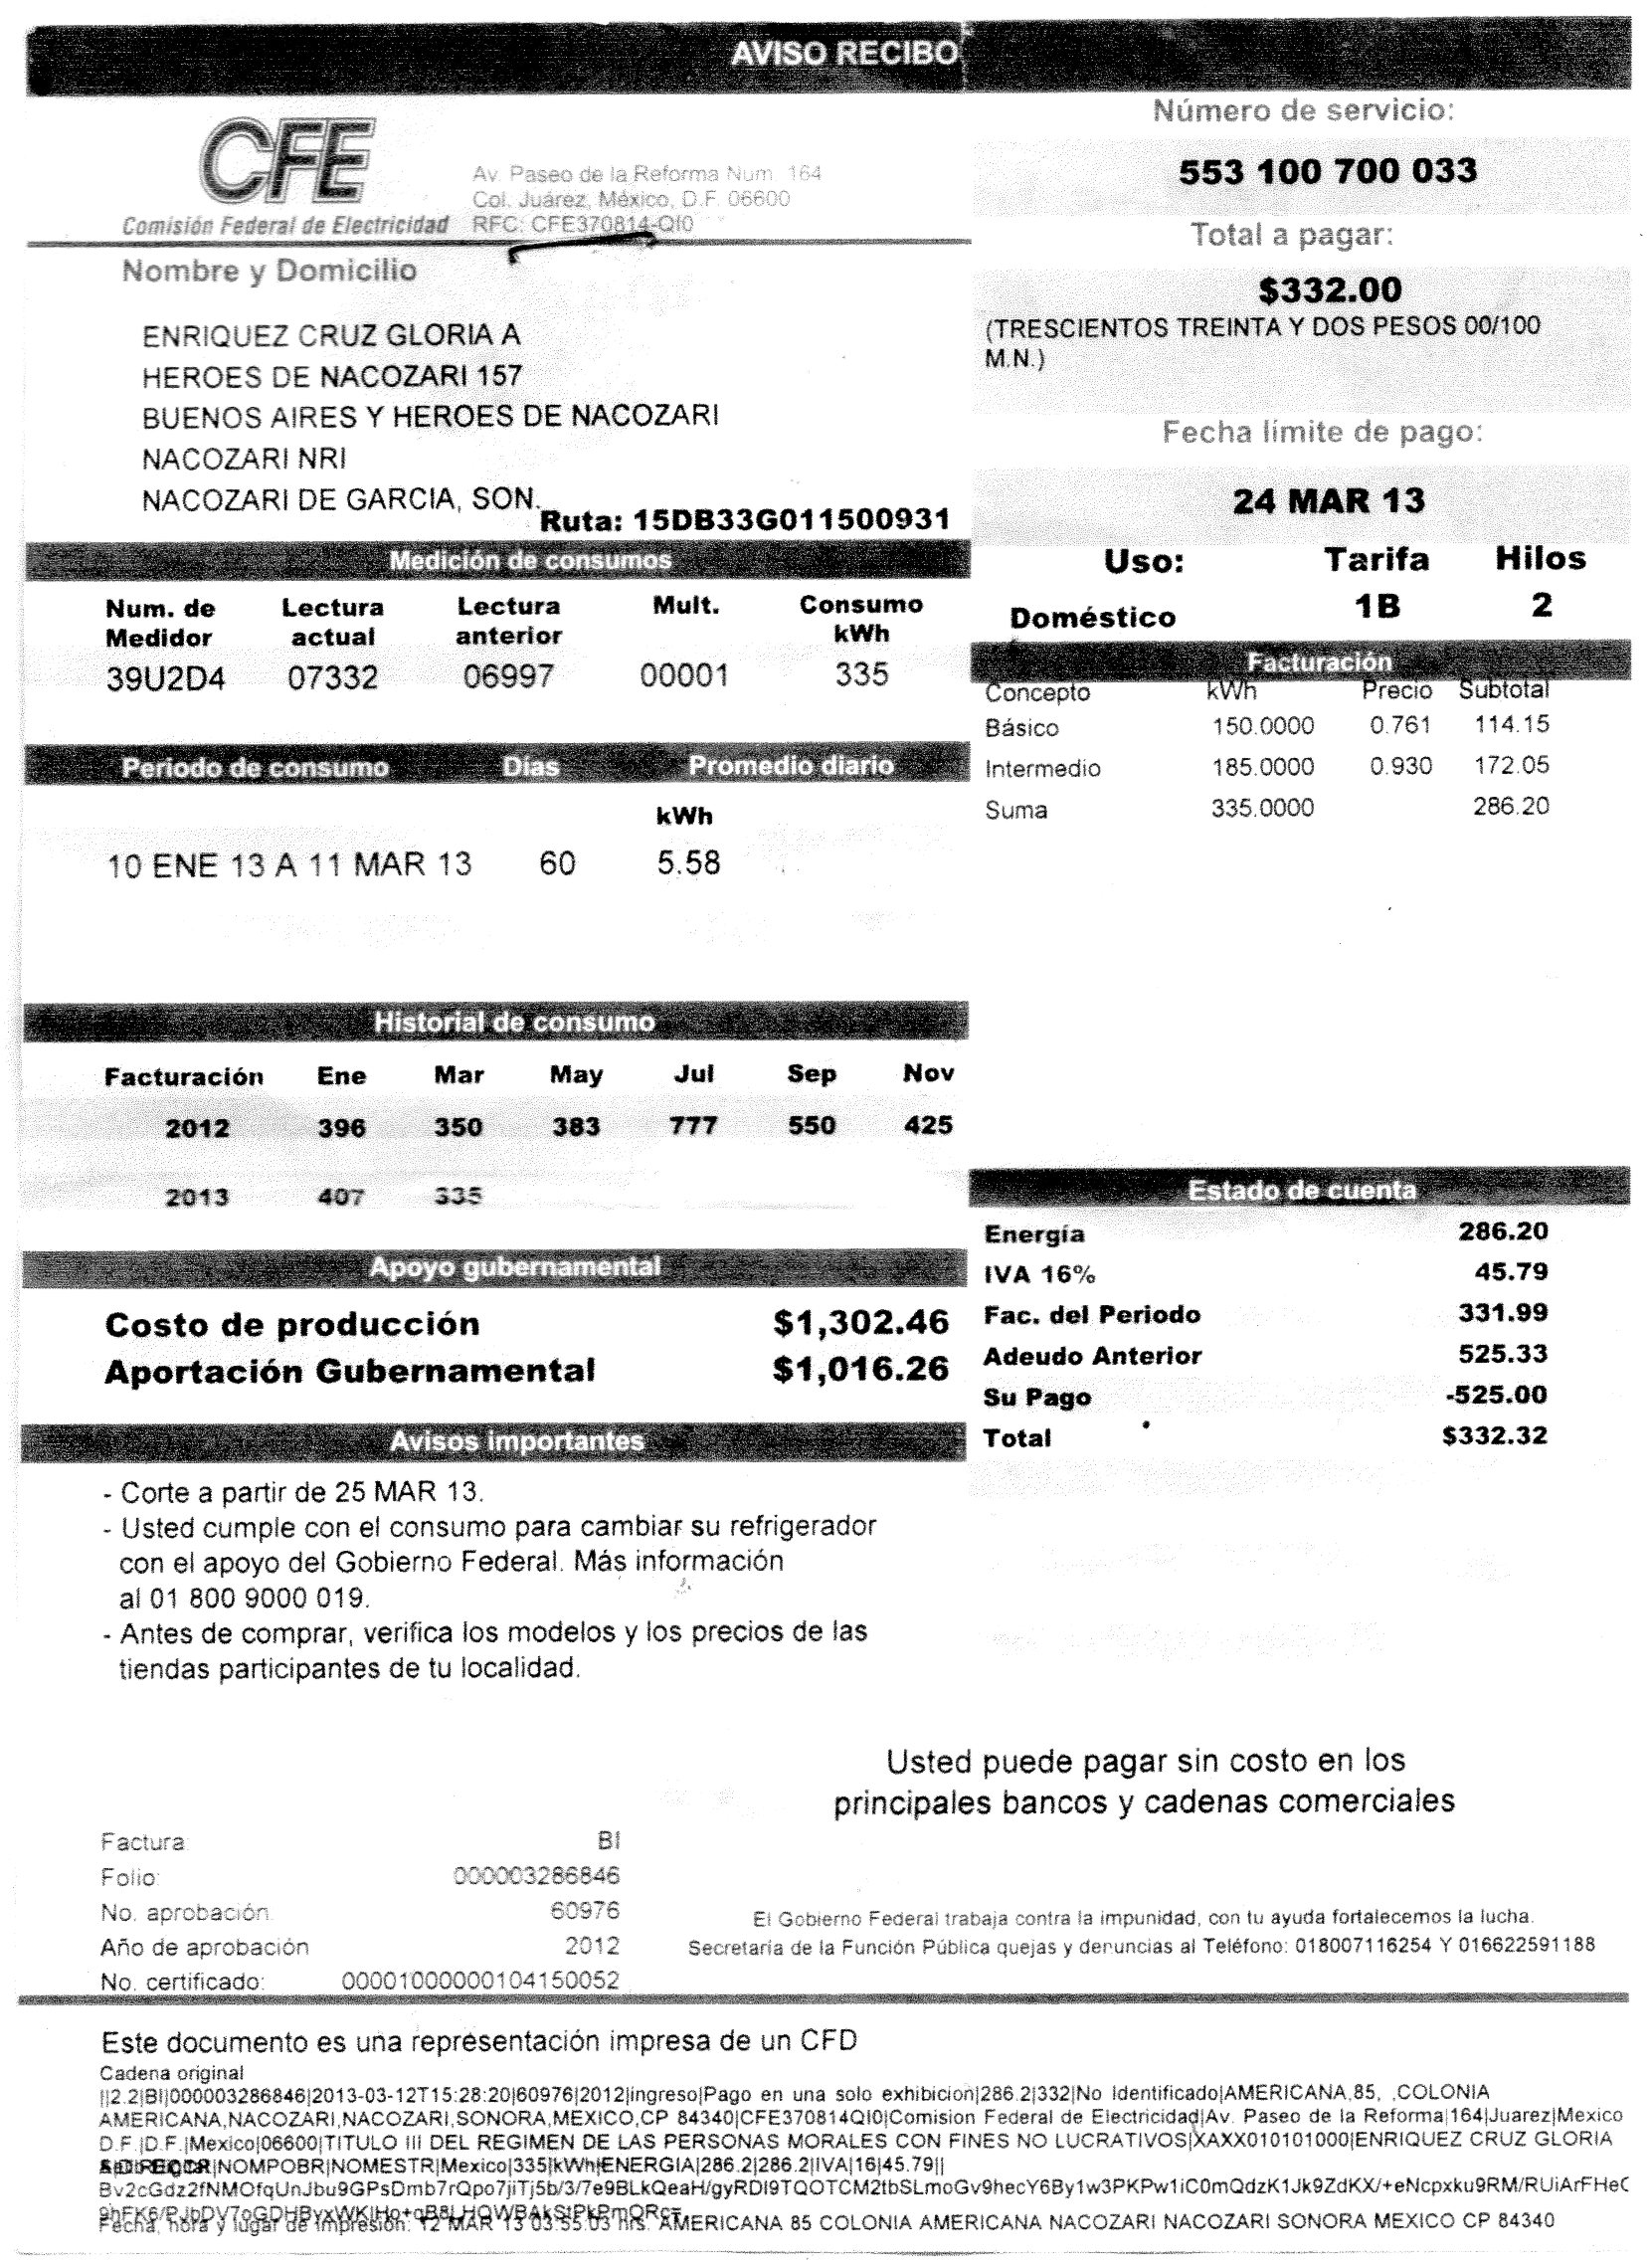 AVISO RECIBO
CFE
Comisión Federal de Electricidad
Av. Paseo de la Reforma Num. 164
Col. Juárez, México, D.F. 06600
RFC: CFE370814-QI0
Número de servicio:
553 100 700 033
Total a pagar:
$332.00
(TRESCIENTOS TREINTA Y DOS PESOS 00/100
M.N.)
Fecha límite de pago:
24 MAR 13
Nombre y Domicilio
ENRIQUEZ CRUZ GLORIA A
HEROES DE NACOZARI 157
BUENOS AIRES Y HEROES DE NACOZARI
NACOZARI NRI
NACOZARI DE GARCIA, SON.
Ruta: 15DB33G011500931
Uso: Tarifa Hilos
Doméstico 1B 2
Medición de consumos
Num. de Lectura Lectura Mult. Consumo
Medidor actual anterior kWh
39U2D4 07332 06997 00001 335
Facturación
Concepto kWh Precio Subtotal
Básico 150.0000 0.761 114.15
Intermedio 185.0000 0.930 172.05
Suma 335.0000 286.20
Periodo de consumo Días Promedio diario
kWh
10 ENE 13 A 11 MAR 13 60 5.58
Historial de consumo
Facturación Ene Mar May Jul Sep Nov
2012 396 350 383 777 550 425
2013 407 335
Apoyo gubernamental
Costo de producción $1,302.46
Aportación Gubernamental $1,016.26
Estado de cuenta
Energía 286.20
IVA 16% 45.79
Fac. del Periodo 331.99
Adeudo Anterior 525.33
Su Pago -525.00
Total $332.32
Avisos importantes
- Corte a partir de 25 MAR 13.
- Usted cumple con el consumo para cambiar su refrigerador
con el apoyo del Gobierno Federal. Más información
al 01 800 9000 019.
- Antes de comprar, verifica los modelos y los precios de las
tiendas participantes de tu localidad.
Usted puede pagar sin costo en los
principales bancos y cadenas comerciales
Factura BI
Folio: 000003286846
No. aprobación 60976
Año de aprobación 2012
No. certificado: 00001000000104150052
El Gobierno Federal trabaja contra la impunidad, con tu ayuda fortalecemos la lucha.
Secretaría de la Función Pública quejas y denuncias al Teléfono: 018007116254 Y 016622591188
Este documento es una representación impresa de un CFD
Cadena original
||2.2|BI|000003286846|2013-03-12T15:28:20|60976|2012|ingreso|Pago en una solo exhibicion|286.2|332|No Identificado|AMERICANA,85, ,COLONIA
AMERICANA,NACOZARI,NACOZARI,SONORA,MEXICO,CP 84340|CFE370814QI0|Comision Federal de Electricidad|Av. Paseo de la Reforma|164|Juarez|Mexico
D.F.|D.F.|Mexico|06600|TITULO III DEL REGIMEN DE LAS PERSONAS MORALES CON FINES NO LUCRATIVOS|XAXX010101000|ENRIQUEZ CRUZ GLORIA
|NOMPOBR|NOMESTR|Mexico|335|kWh|ENERGIA|286.2|286.2|IVA|16|45.79||
Bv2cGdz2fNMOfqUnJbu9GPsDmb7rQpo7jiTj5b/3/7e9BLkQeaH/gyRDI9TQOTCM2tbSLmoGv9hecY6By1w3PKPw1iC0mQdzK1Jk9ZdKX/+eNcpxku9RM/RUiArFHeC
Fecha, hora y lugar de impresión: 12 MAR 13 03:55:03 hrs. AMERICANA 85 COLONIA AMERICANA NACOZARI NACOZARI SONORA MEXICO CP 84340